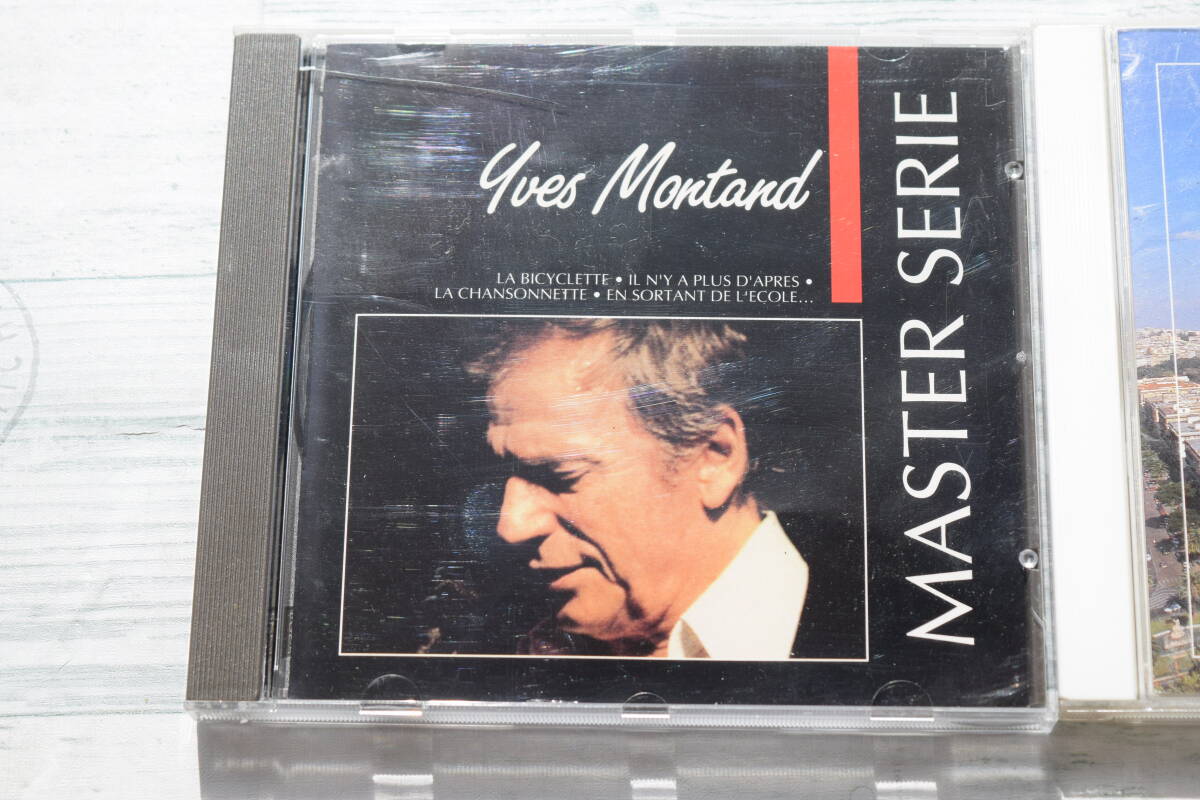 Yves Montand
LA BICYCLETTE • IL N'Y A PLUS D'APRES •
LA CHANSONNETTE • EN SORTANT DE L'ECOLE...
MASTER SERIE